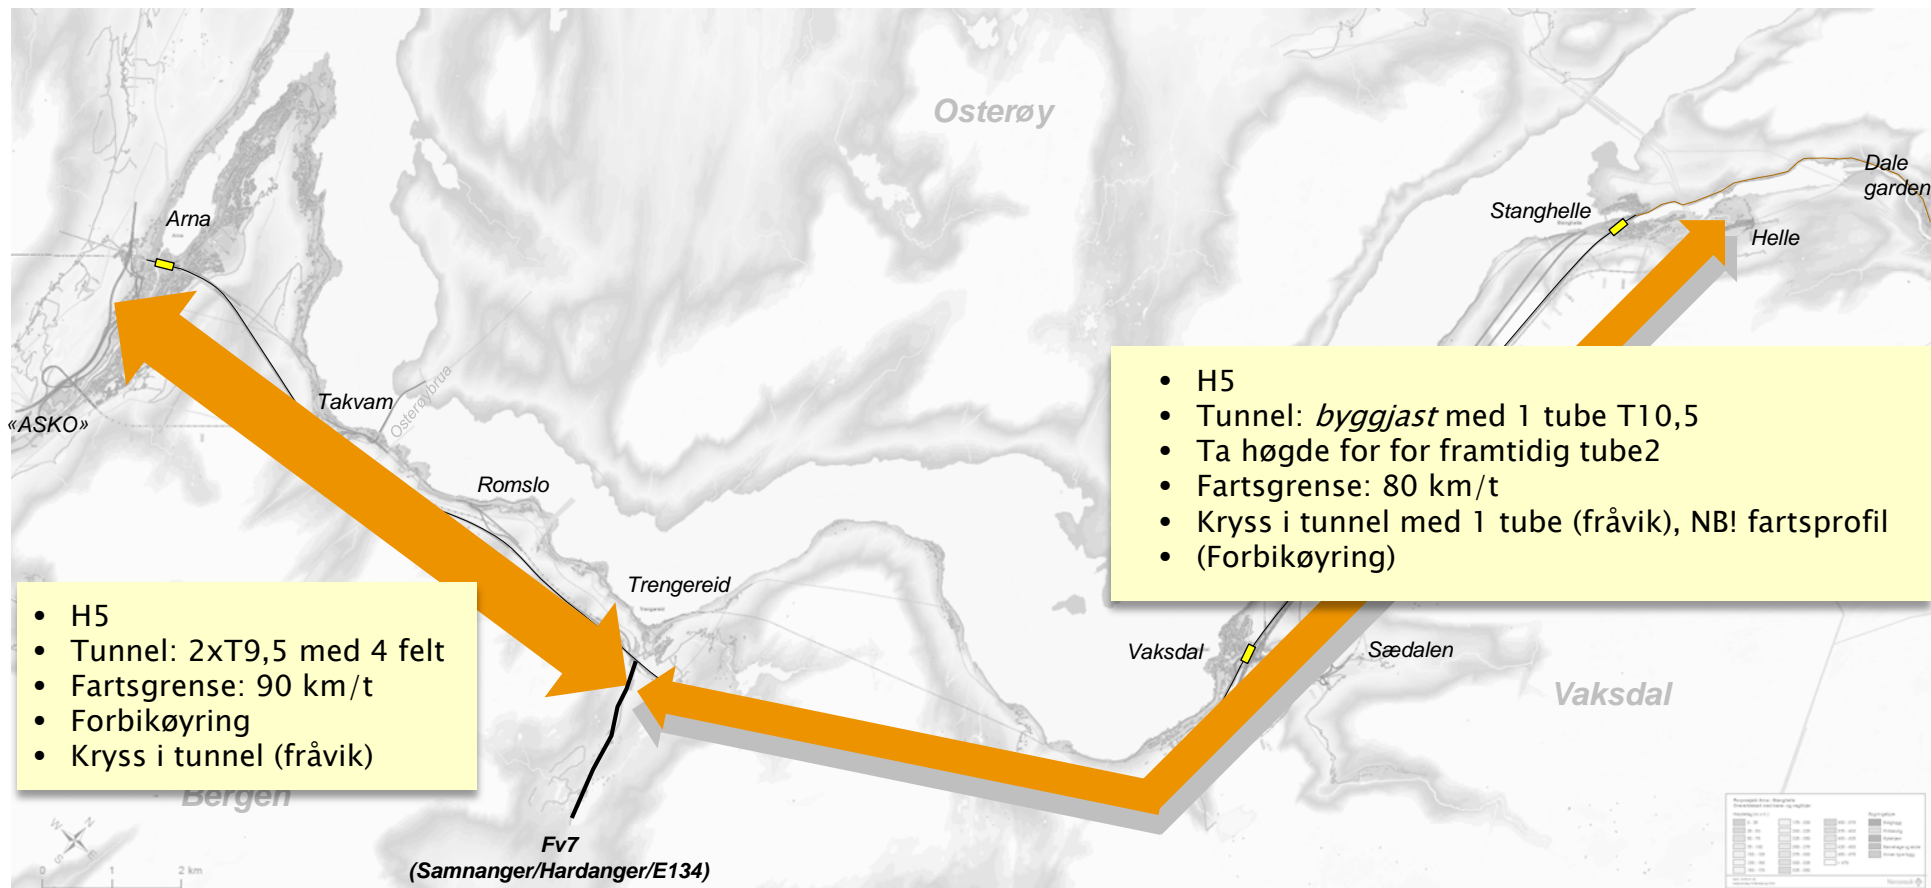 Osterøy
Dale
garden
Stanghelle
Helle
Arna
Takvam
Osterøybrua
«ASKO»
Romslo
Trengereid
• H5
• Tunnel: byggjast med 1 tube T10,5
• Ta høgde for for framtidig tube2
• Fartsgrense: 80 km/t
• Kryss i tunnel med 1 tube (fråvik), NB! fartsprofil
• (Forbikøyring)
• H5
• Tunnel: 2xT9,5 med 4 felt
• Fartsgrense: 90 km/t
• Forbikøyring
• Kryss i tunnel (fråvik)
Vaksdal
Sædalen
Vaksdal
Bergen
Fv7
(Samnanger/Hardanger/E134)
N
W
S
E
0 1 2 km